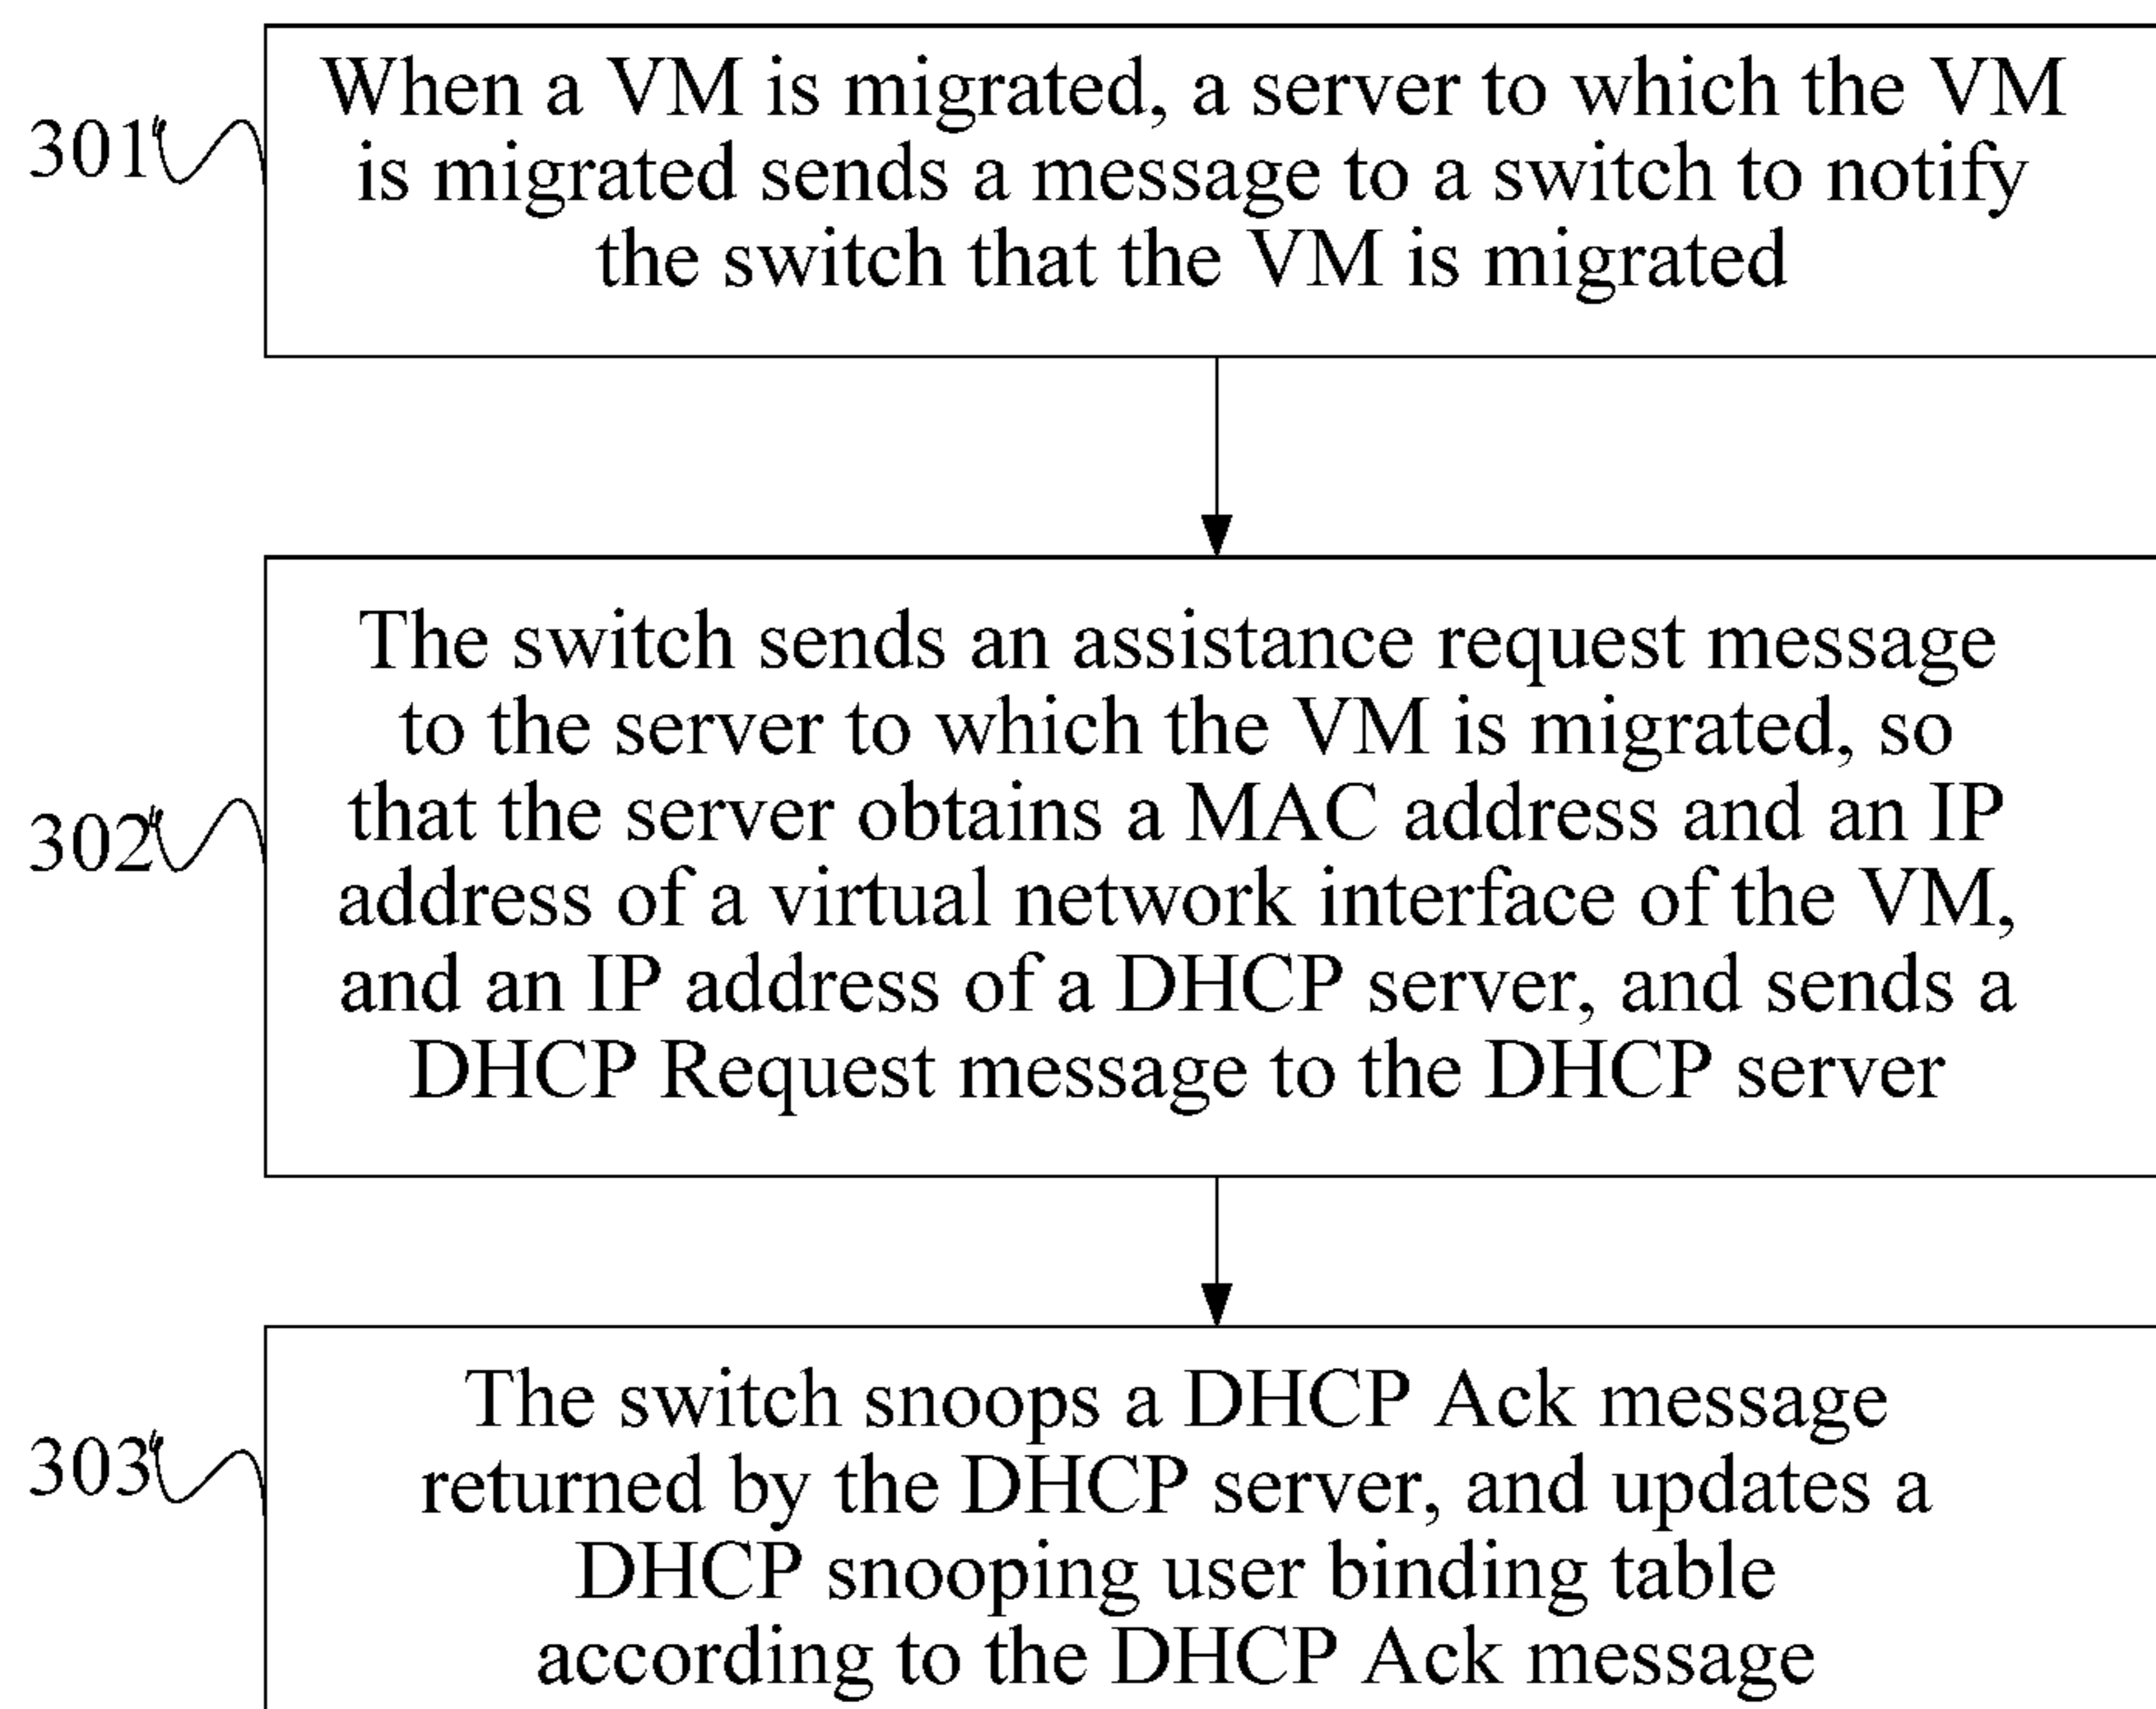 When a VM is migrated, a server to which the VM
301 is migrated sends a message to a switch to notify
the switch that the VM is migrated
The switch sends an assistance request message
to the server to which the VM is migrated, so
302 that the server obtains a MAC address and an IP
address of a virtual network interface of the VM,
and an IP address of a DHCP server, and sends a
DHCP Request message to the DHCP server
The switch snoops a DHCP Ack message
303 returned by the DHCP server, and updates a
DHCP snooping user binding table
according to the DHCP Ack message